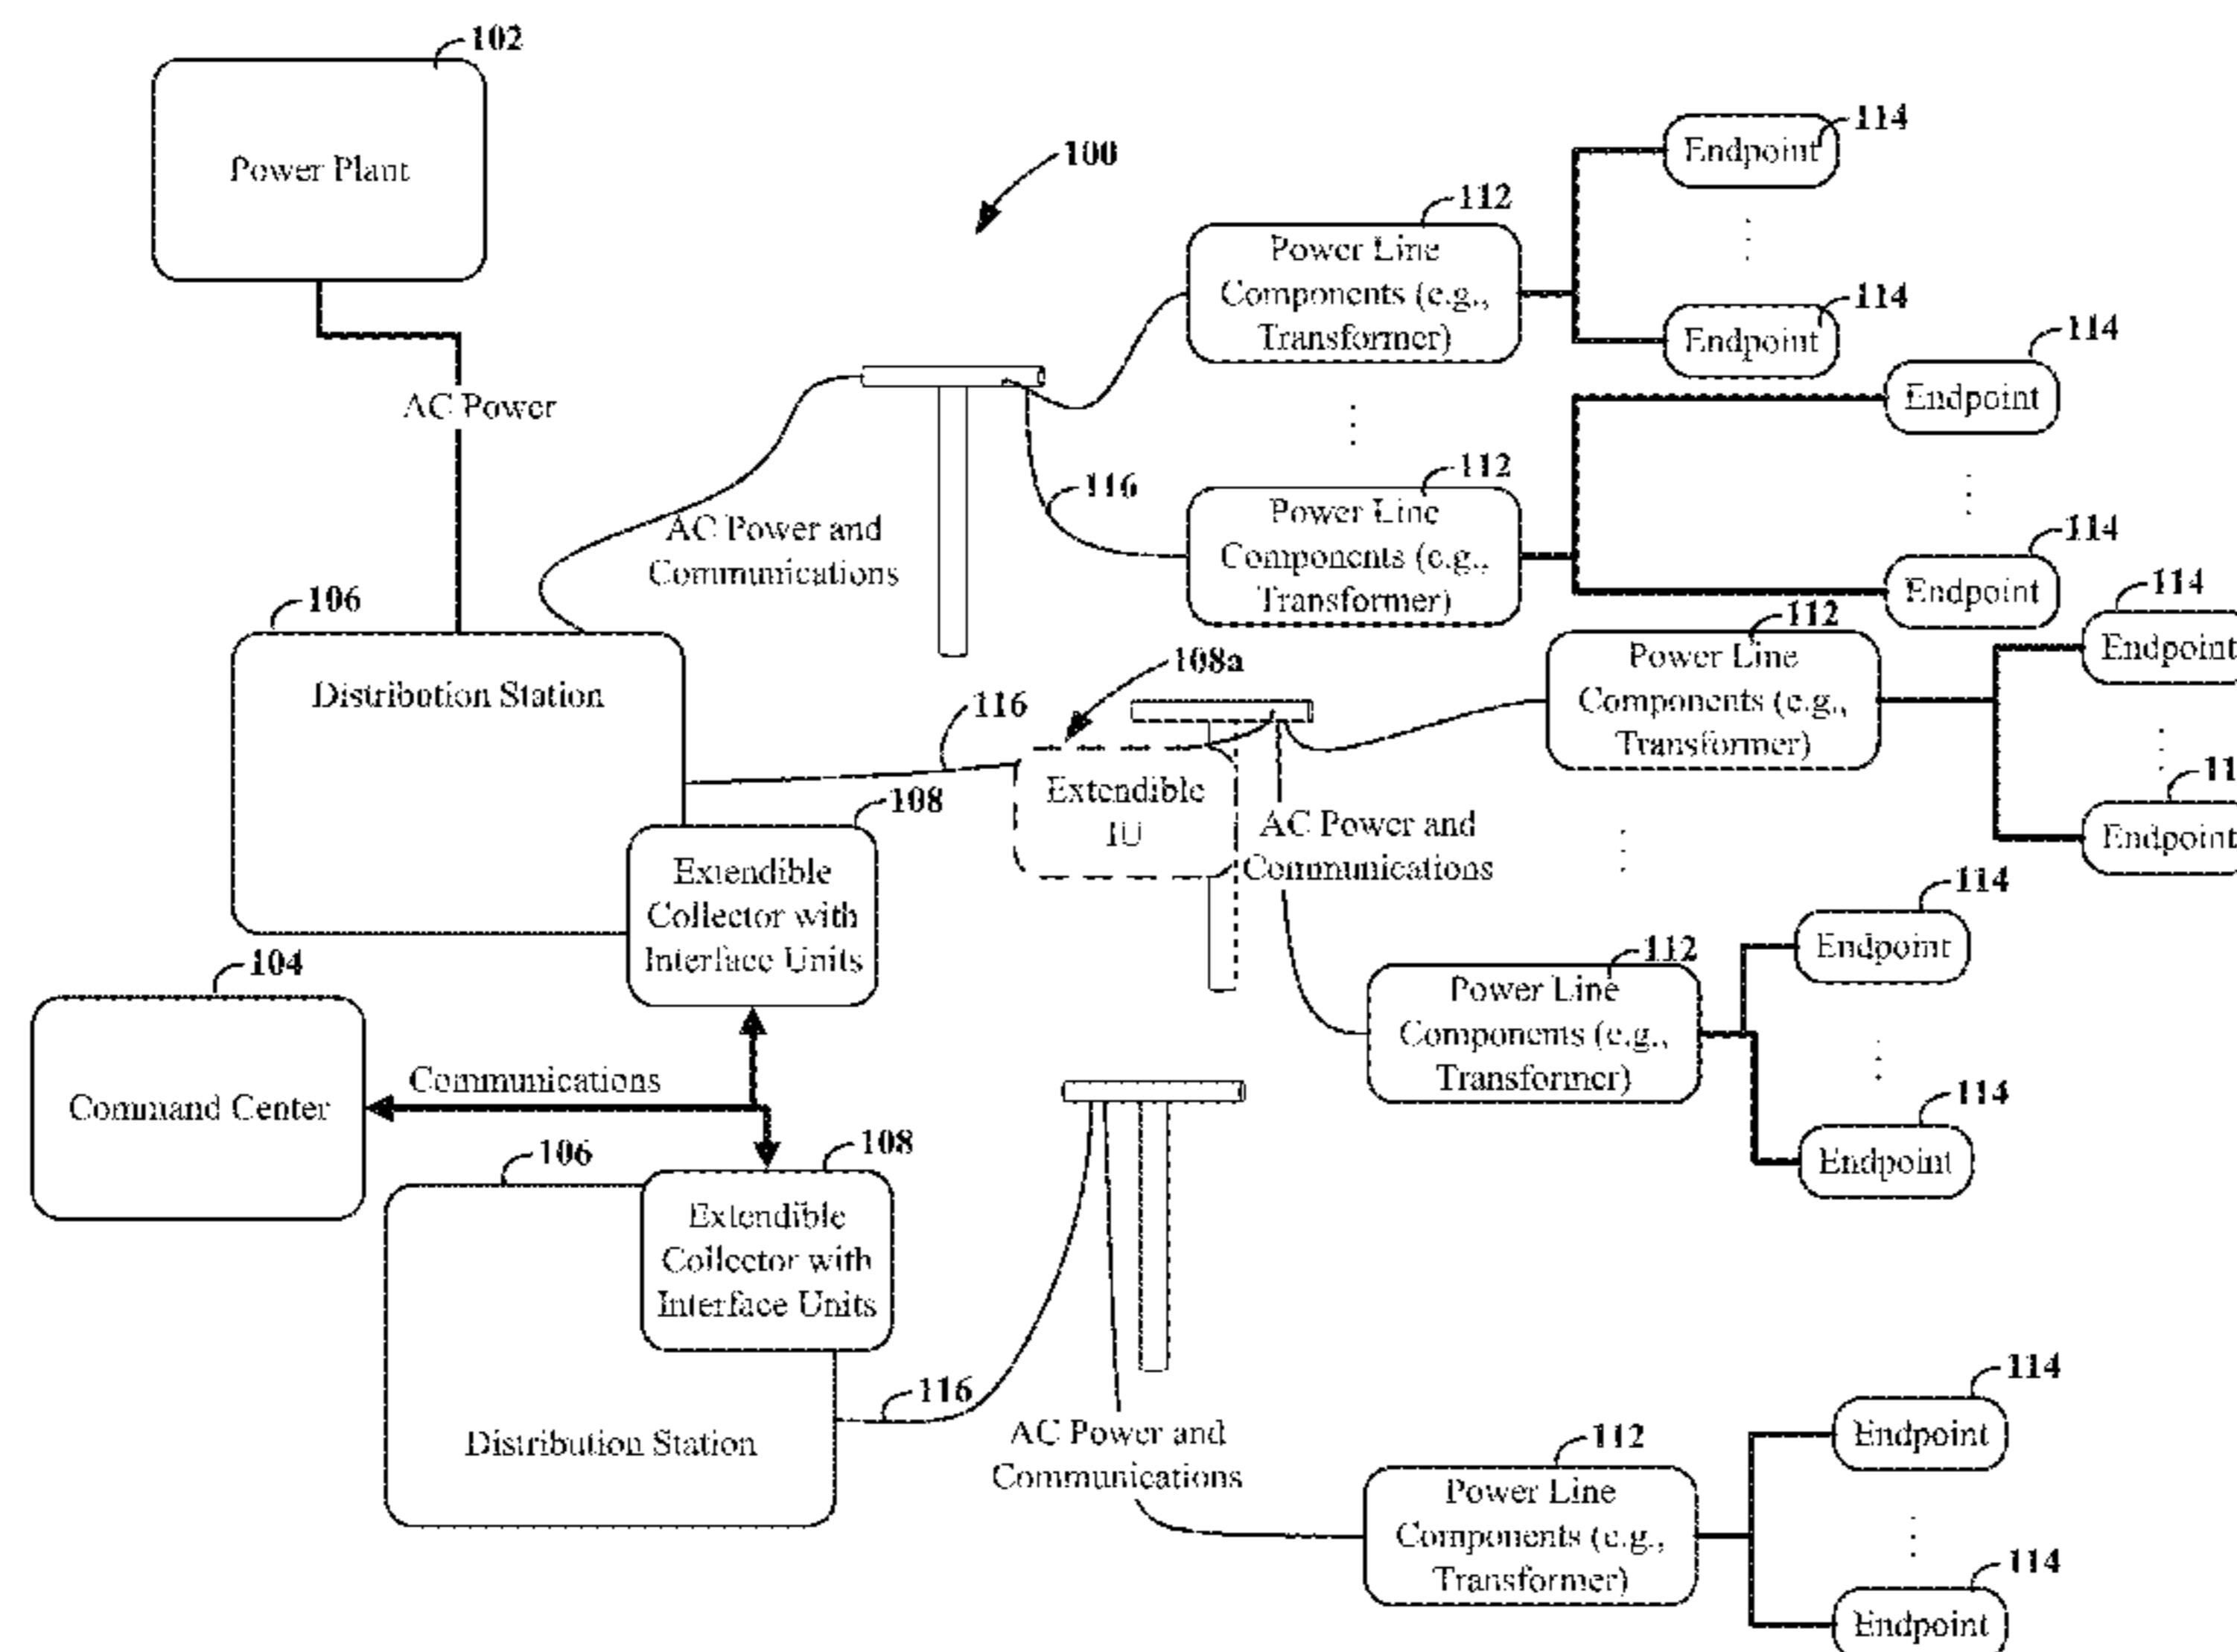 102
Power Plant
AC Power
100
112
Power Line
Components (e.g.,
Transformer)
114
Endpoint
114
Endpoint
AC Power and
Communications
116
112
Power Line
Components (e.g.,
Transformer)
114
Endpoint
114
Endpoint
106
Distribution Station
116
108a
Extendible
IU
AC Power and
Communications
112
Power Line
Components (e.g.,
Transformer)
114
Endpoint
11
Endpoint
108
Extendible
Collector with
Interface Units
112
Power Line
Components (e.g.,
Transformer)
114
Endpoint
114
Endpoint
104
Command Center
Communications
106
Distribution Station
108
Extendible
Collector with
Interface Units
116
AC Power and
Communications
112
Power Line
Components (e.g.,
Transformer)
114
Endpoint
114
Endpoint